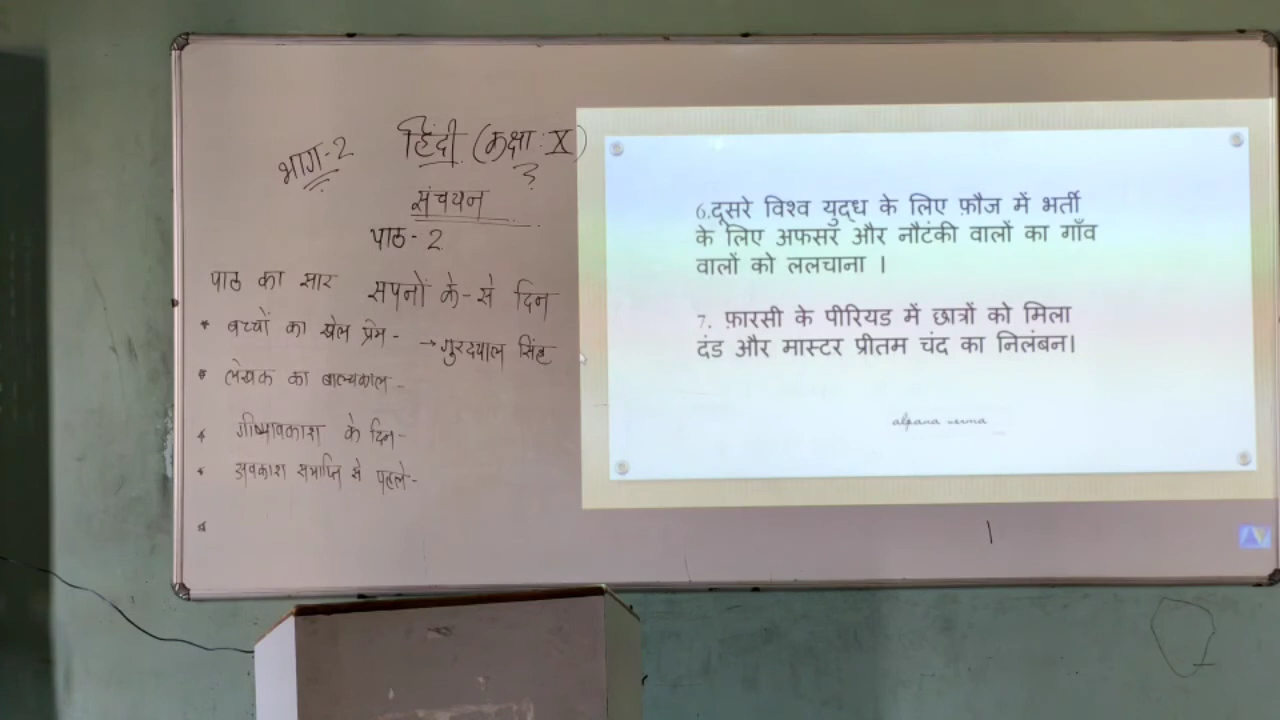 भाग-2
हिंदी (कक्षा: X)
संचयन
पाठ-2
पाठ का सार
सपनों के-से दिन
* बच्चों का खेल प्रेम-
→ गुरदयाल सिंह
* लेखक का बाल्यकाल-
* ग्रीष्मावकाश के दिन-
* अवकाश समाप्ति से पहले-
*
6.दूसरे विश्व युद्ध के लिए फ़ौज में भर्ती
के लिए अफसर और नौटंकी वालों का गाँव
वालों को ललचाना ।
7. फ़ारसी के पीरियड में छात्रों को मिला
दंड और मास्टर प्रीतम चंद का निलंबन।
alpana verma